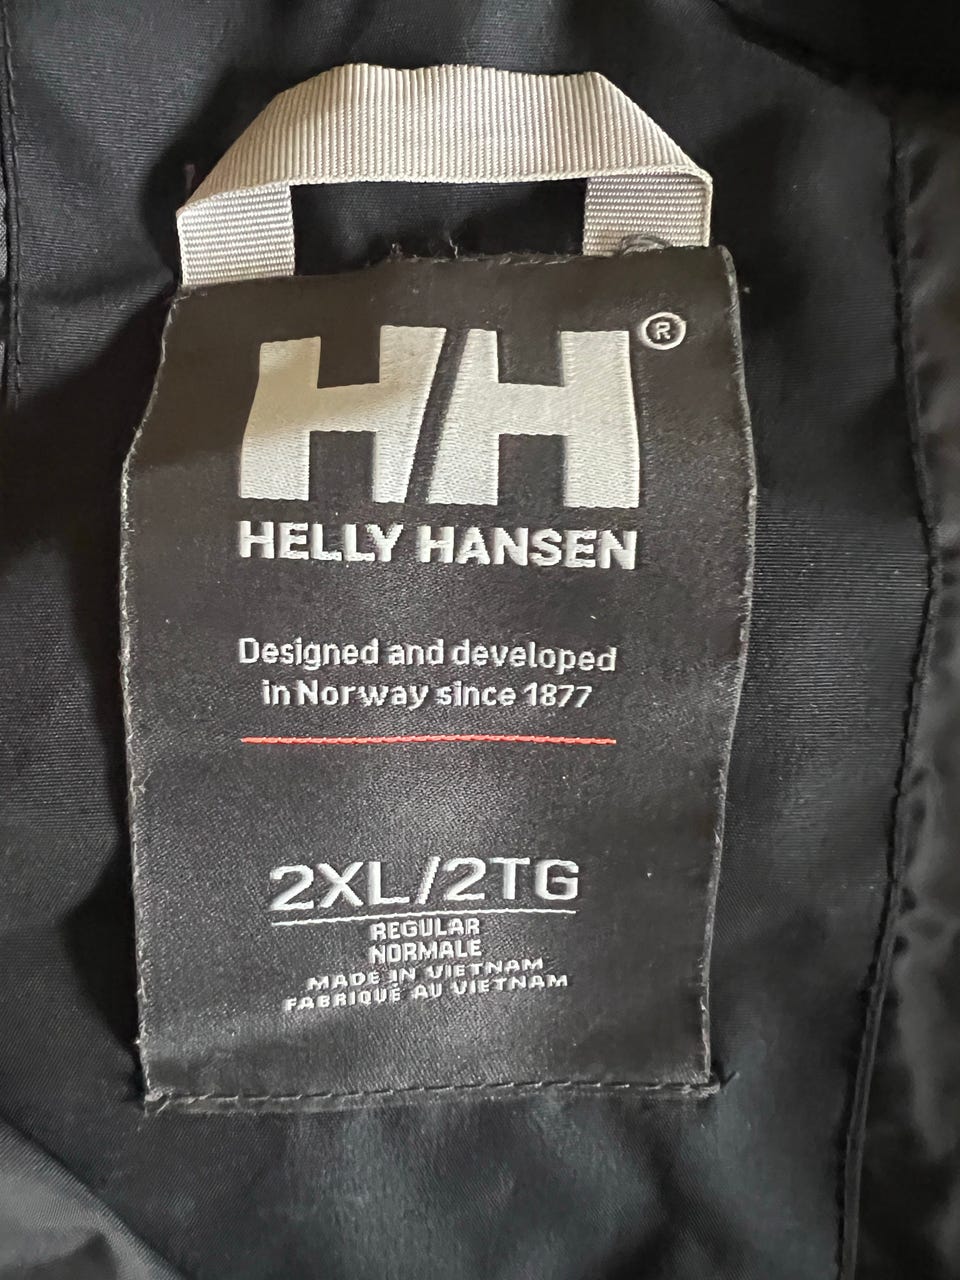 HH®
HELLY HANSEN
Designed and developed
in Norway since 1877
2XL/2TG
REGULAR
NORMALE
MADE IN VIETNAM
FABRIQUÉ AU VIETNAM